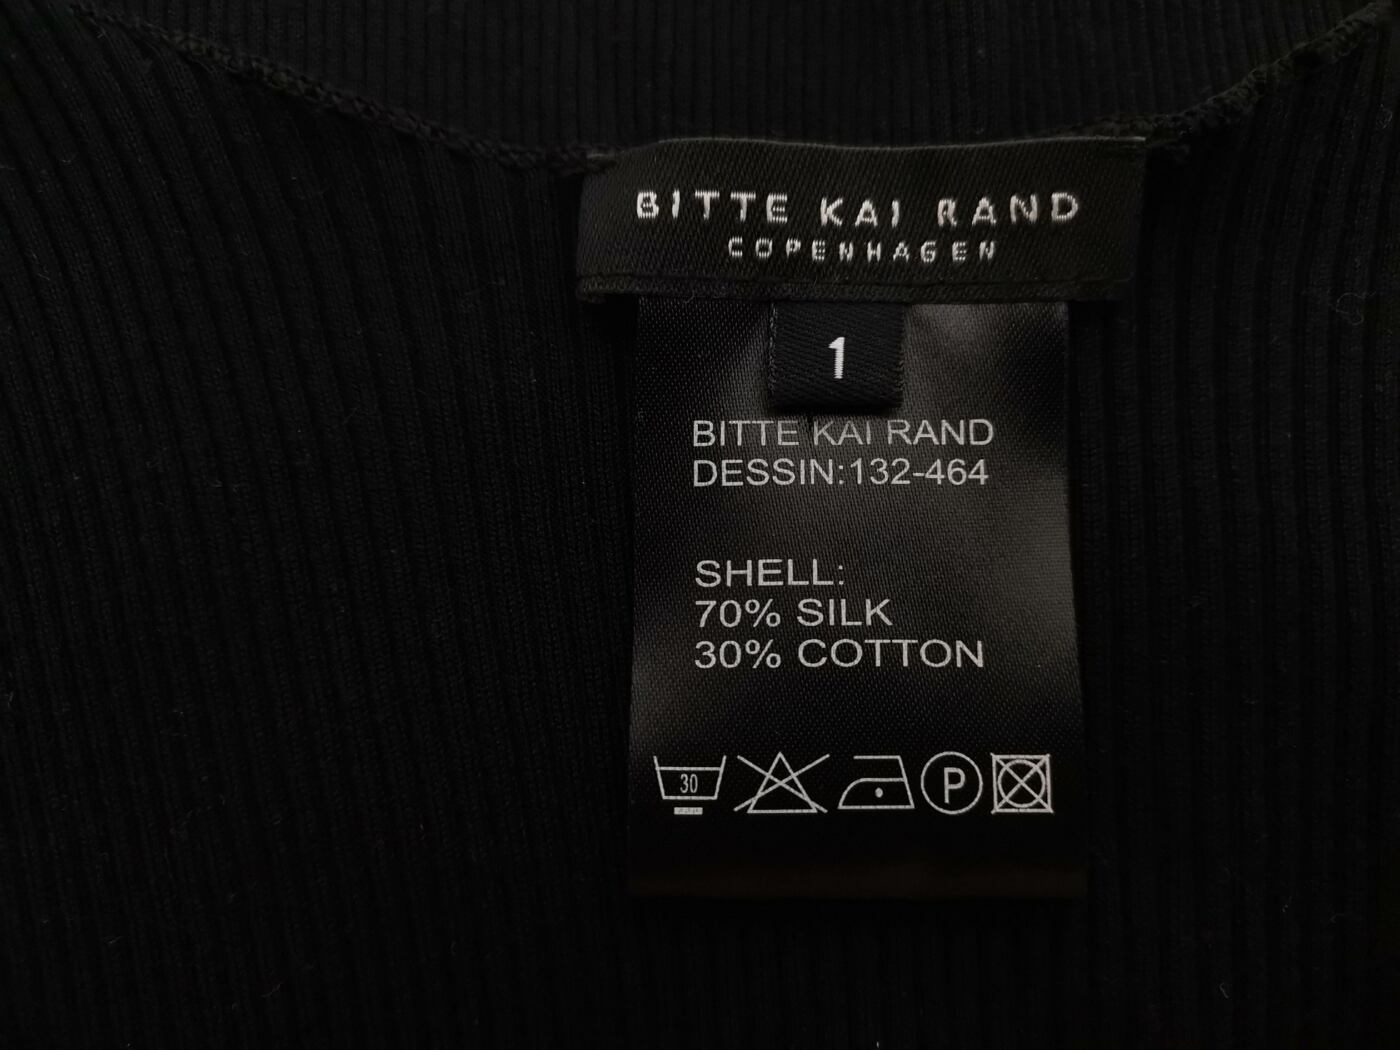 BITTE KAI RAND
COPENHAGEN
1
BITTE KAI RAND
DESSIN:132-464
SHELL:
70% SILK
30% COTTON
30
P